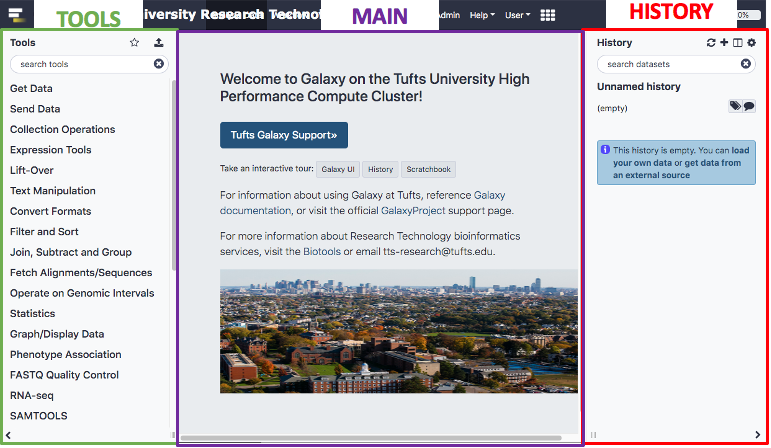 TOOLS
iversity Research Techno
MAIN
dmin
Help
User
HISTORY
0%
Tools
search tools
Get Data
Send Data
Collection Operations
Expression Tools
Lift-Over
Text Manipulation
Convert Formats
Filter and Sort
Join, Subtract and Group
Fetch Alignments/Sequences
Operate on Genomic Intervals
Statistics
Graph/Display Data
Phenotype Association
FASTQ Quality Control
RNA-seq
SAMTOOLS
Welcome to Galaxy on the Tufts University High
Performance Compute Cluster!
Tufts Galaxy Support»
Take an interactive tour: Galaxy UI History Scratchbook
For information about using Galaxy at Tufts, reference Galaxy
documentation, or visit the official GalaxyProject support page.
For more information about Research Technology bioinformatics
services, visit the Biotools or email tts-research@tufts.edu.
History
search datasets
Unnamed history
(empty)
This history is empty. You can load
your own data or get data from
an external source